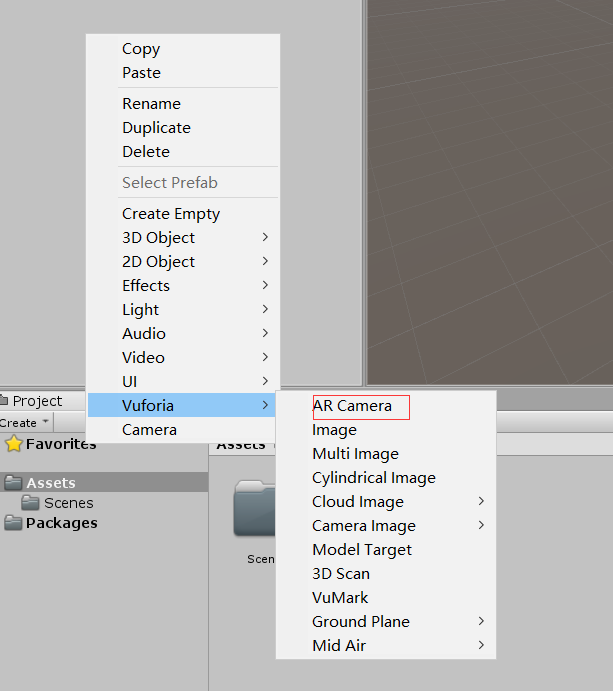 Copy
Paste
Rename
Duplicate
Delete
Select Prefab
Create Empty
3D Object
2D Object
Effects
Light
Audio
Video
UI
Vuforia
Camera
AR Camera
Image
Multi Image
Cylindrical Image
Cloud Image
Camera Image
Model Target
3D Scan
VuMark
Ground Plane
Mid Air
Project
Create
Favorites
Assets
Scenes
Packages
Assets
Scen